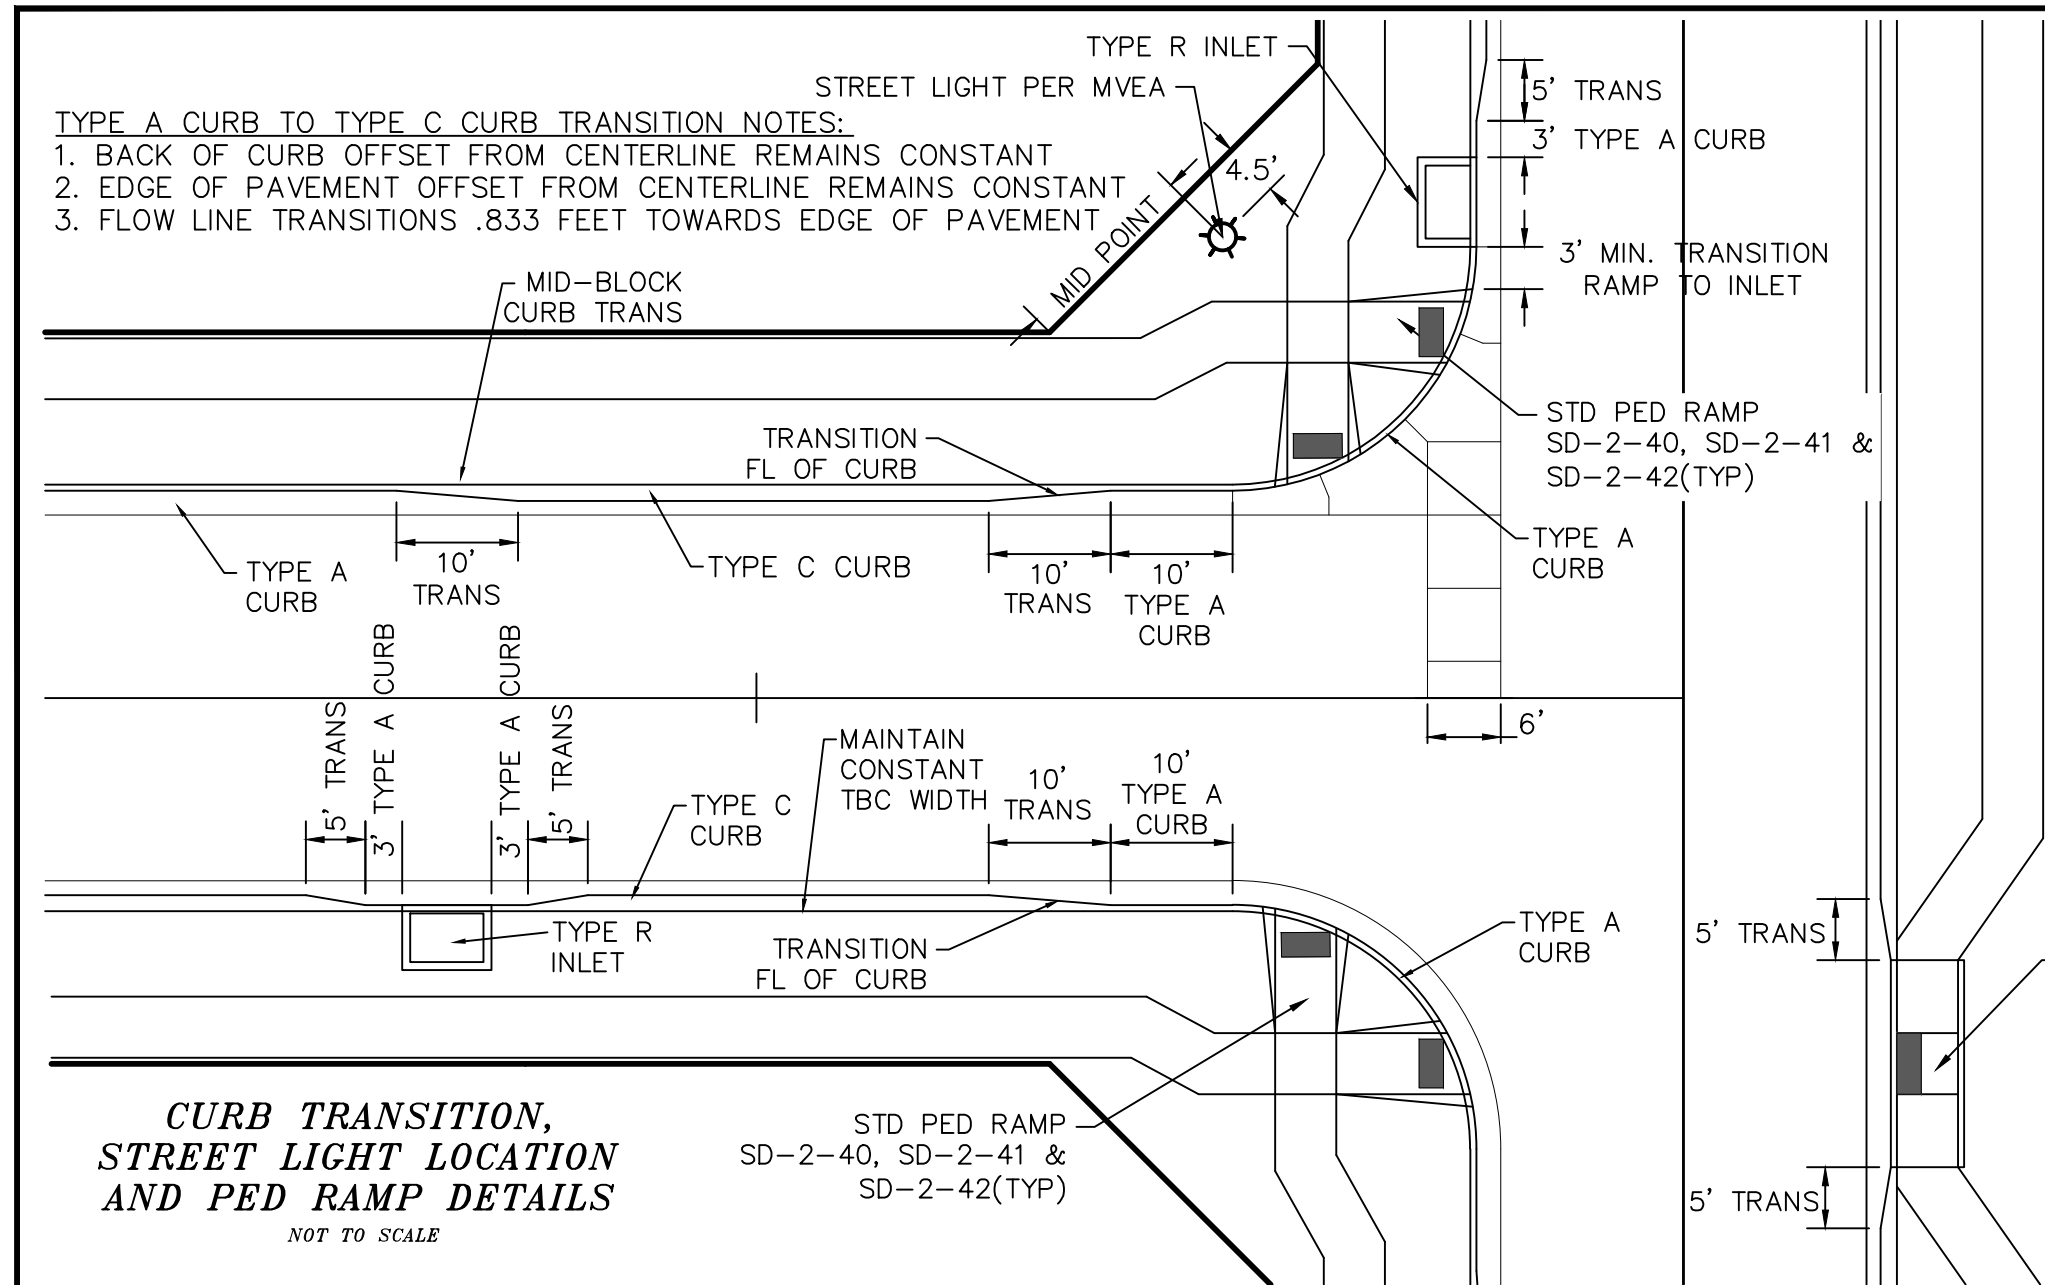 TYPE R INLET
STREET LIGHT PER MVEA
5' TRANS
TYPE A CURB TO TYPE C CURB TRANSITION NOTES:
1. BACK OF CURB OFFSET FROM CENTERLINE REMAINS CONSTANT
2. EDGE OF PAVEMENT OFFSET FROM CENTERLINE REMAINS CONSTANT
3. FLOW LINE TRANSITIONS .833 FEET TOWARDS EDGE OF PAVEMENT
3' TYPE A CURB
4.5'
MID POINT
3' MIN. TRANSITION
RAMP TO INLET
MID-BLOCK
CURB TRANS
STD PED RAMP
SD-2-40, SD-2-41 &
SD-2-42(TYP)
TRANSITION
FL OF CURB
TYPE A
CURB
10'
TRANS
TYPE C CURB
10'
TRANS
10'
TYPE A
CURB
TYPE A
CURB
5' TRANS
3' TYPE A CURB
3' TYPE A CURB
5' TRANS
6'
MAINTAIN
CONSTANT
TBC WIDTH
TYPE C
CURB
10'
TRANS
10'
TYPE A
CURB
TYPE R
INLET
TRANSITION
FL OF CURB
TYPE A
CURB
5' TRANS
CURB TRANSITION,
STREET LIGHT LOCATION
AND PED RAMP DETAILS
NOT TO SCALE
STD PED RAMP
SD-2-40, SD-2-41 &
SD-2-42(TYP)
5' TRANS